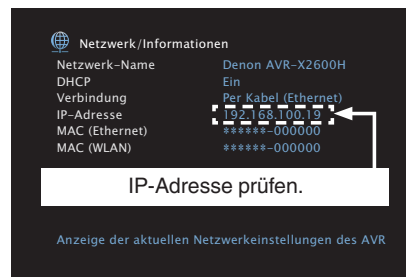 Netzwerk/Informationen
Netzwerk-Name Denon AVR-X2600H
DHCP Ein
Verbindung Per Kabel (Ethernet)
IP-Adresse 192.168.100.19
MAC (Ethernet) ******-000000
MAC (WLAN) ******-000000
IP-Adresse prüfen.
Anzeige der aktuellen Netzwerkeinstellungen des AVR